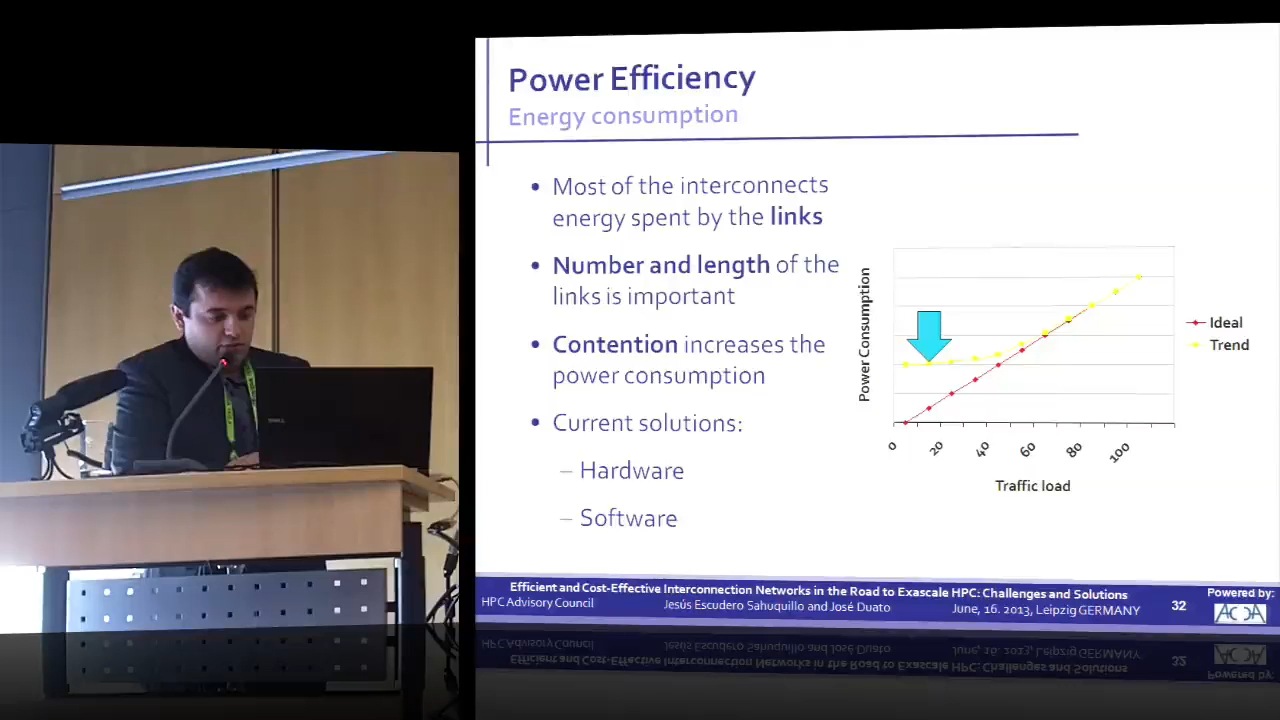 Power Efficiency
Energy consumption
• Most of the interconnects
energy spent by the links
• Number and length of the
links is important
• Contention increases the
power consumption
• Current solutions:
– Hardware
– Software
Power Consumption
Ideal
Trend
0 20 40 60 80 100
Traffic load
Efficient and Cost-Effective Interconnection Networks in the Road to Exascale HPC: Challenges and Solutions
HPC Advisory Council Jesús Escudero Sahuquillo and José Duato June, 16. 2013, Leipzig GERMANY 32
Powered by:
DELL